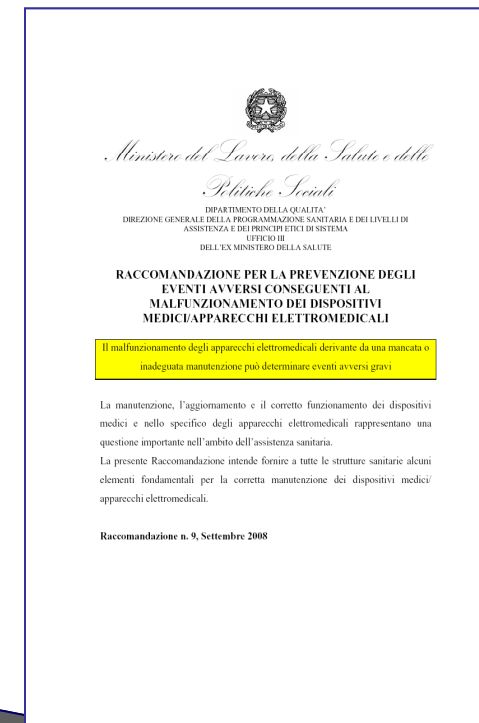 Ministero del Lavoro, della Salute e delle
Politiche Sociali
DIPARTIMENTO DELLA QUALITA'
DIREZIONE GENERALE DELLA PROGRAMMAZIONE SANITARIA E DEI LIVELLI DI
ASSISTENZA E DEI PRINCIPI ETICI DI SISTEMA
UFFICIO III
DELL'EX MINISTERO DELLA SALUTE
RACCOMANDAZIONE PER LA PREVENZIONE DEGLI
EVENTI AVVERSI CONSEGUENTI AL
MALFUNZIONAMENTO DEI DISPOSITIVI
MEDICI/APPARECCHI ELETTROMEDICALI
Il malfunzionamento degli apparecchi elettromedicali derivante da una mancata o
inadeguata manutenzione può determinare eventi avversi gravi
La manutenzione, l'aggiornamento e il corretto funzionamento dei dispositivi
medici e nello specifico degli apparecchi elettromedicali rappresentano una
questione importante nell'ambito dell'assistenza sanitaria.
La presente Raccomandazione intende fornire a tutte le strutture sanitarie alcuni
elementi fondamentali per la corretta manutenzione dei dispositivi medici/
apparecchi elettromedicali.
Raccomandazione n. 9, Settembre 2008